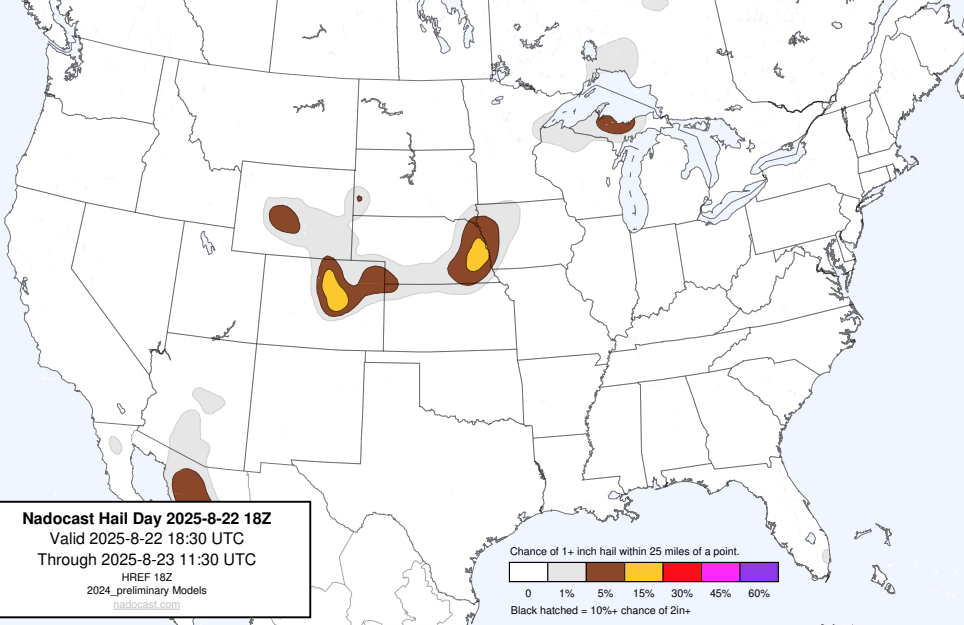 Nadocast Hail Day 2025-8-22 18Z
Valid 2025-8-22 18:30 UTC
Through 2025-8-23 11:30 UTC
HREF 18Z
2024_preliminary Models
nadocast.com
Chance of 1+ inch hail within 25 miles of a point.
0 1% 5% 15% 30% 45% 60%
Black hatched = 10%+ chance of 2in+